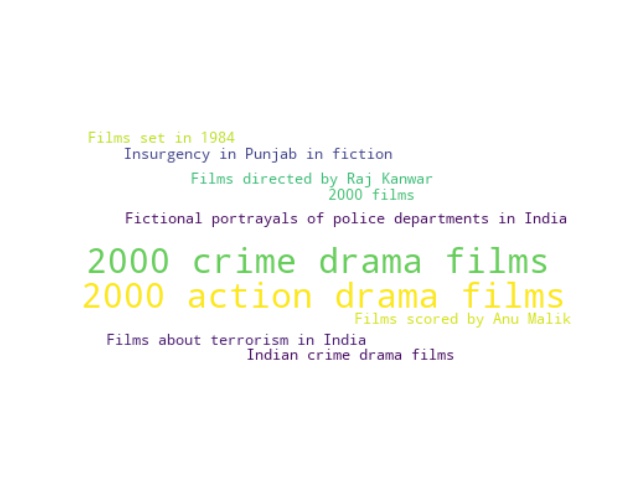 Films set in 1984
Insurgency in Punjab in fiction
Films directed by Raj Kanwar
2000 films
Fictional portrayals of police departments in India
2000 crime drama films
2000 action drama films
Films scored by Anu Malik
Films about terrorism in India
Indian crime drama films